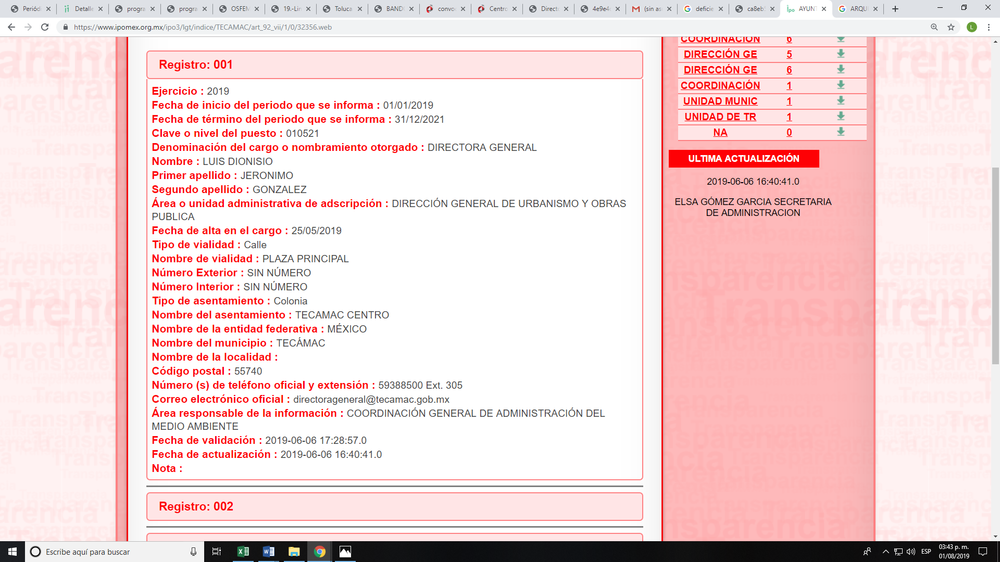 Periódi
Detalle
progra
progra
OSFEM
19.-Lin
Toluca
BANDO
convoc
Centro
Directo
4e9e4c
(sin as
deficie
ca8eb5
AYUNT
ARQUI
https://www.ipomex.org.mx/ipo3/lgt/indice/TECAMAC/art_92_vii/1/0/32356.web
L
Registro: 001
Ejercicio : 2019
Fecha de inicio del periodo que se informa : 01/01/2019
Fecha de término del periodo que se informa : 31/12/2021
Clave o nivel del puesto : 010521
Denominación del cargo o nombramiento otorgado : DIRECTORA GENERAL
Nombre : LUIS DIONISIO
Primer apellido : JERONIMO
Segundo apellido : GONZALEZ
Área o unidad administrativa de adscripción : DIRECCIÓN GENERAL DE URBANISMO Y OBRAS
PUBLICA
Fecha de alta en el cargo : 25/05/2019
Tipo de vialidad : Calle
Nombre de vialidad : PLAZA PRINCIPAL
Número Exterior : SIN NÚMERO
Número Interior : SIN NÚMERO
Tipo de asentamiento : Colonia
Nombre del asentamiento : TECAMAC CENTRO
Nombre de la entidad federativa : MÉXICO
Nombre del municipio : TECÁMAC
Nombre de la localidad :
Código postal : 55740
Número (s) de teléfono oficial y extensión : 59388500 Ext. 305
Correo electrónico oficial : directorageneral@tecamac.gob.mx
Área responsable de la información : COORDINACIÓN GENERAL DE ADMINISTRACIÓN DEL
MEDIO AMBIENTE
Fecha de validación : 2019-06-06 17:28:57.0
Fecha de actualización : 2019-06-06 16:40:41.0
Nota :
Registro: 002
COORDINACIÓN 6
DIRECCIÓN GE 5
DIRECCIÓN GE 6
COORDINACIÓN 1
UNIDAD MUNIC 1
UNIDAD DE TR 1
NA 0
ULTIMA ACTUALIZACIÓN
2019-06-06 16:40:41.0
ELSA GÓMEZ GARCIA SECRETARIA
DE ADMINISTRACION
Escribe aquí para buscar
ESP
03:43 p. m.
01/08/2019